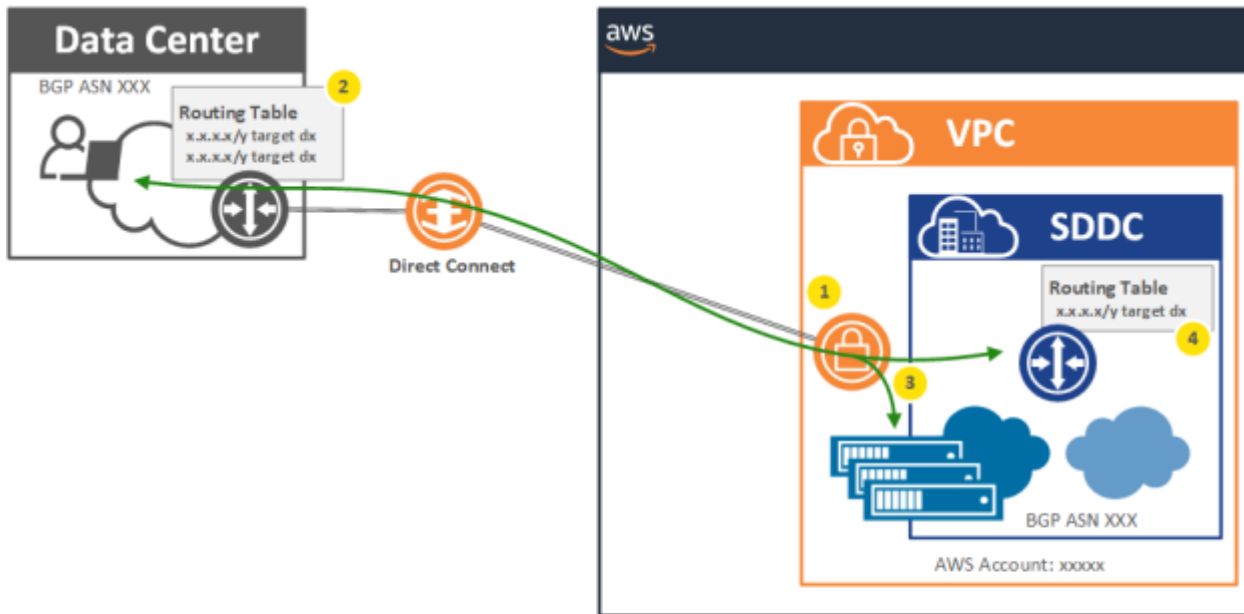 Data Center
BGP ASN XXX
2
Routing Table
x.x.x.x/y target dx
x.x.x.x/y target dx
Direct Connect
aws
VPC
SDDC
1
Routing Table
x.x.x.x/y target dx
4
3
BGP ASN XXX
AWS Account: xxxxx